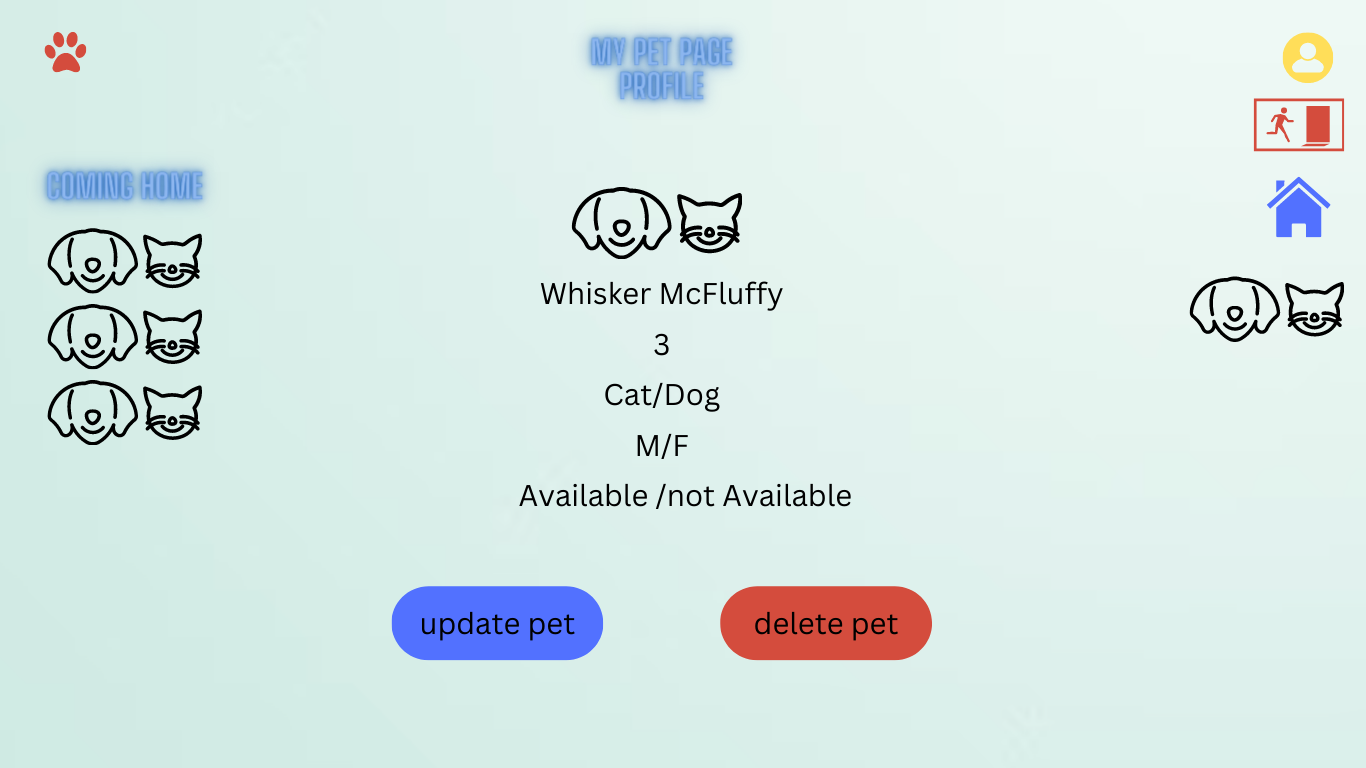 MY PET PAGE
PROFILE
COMING HOME
Whisker McFluffy
3
Cat/Dog
M/F
Available /not Available
update pet
delete pet